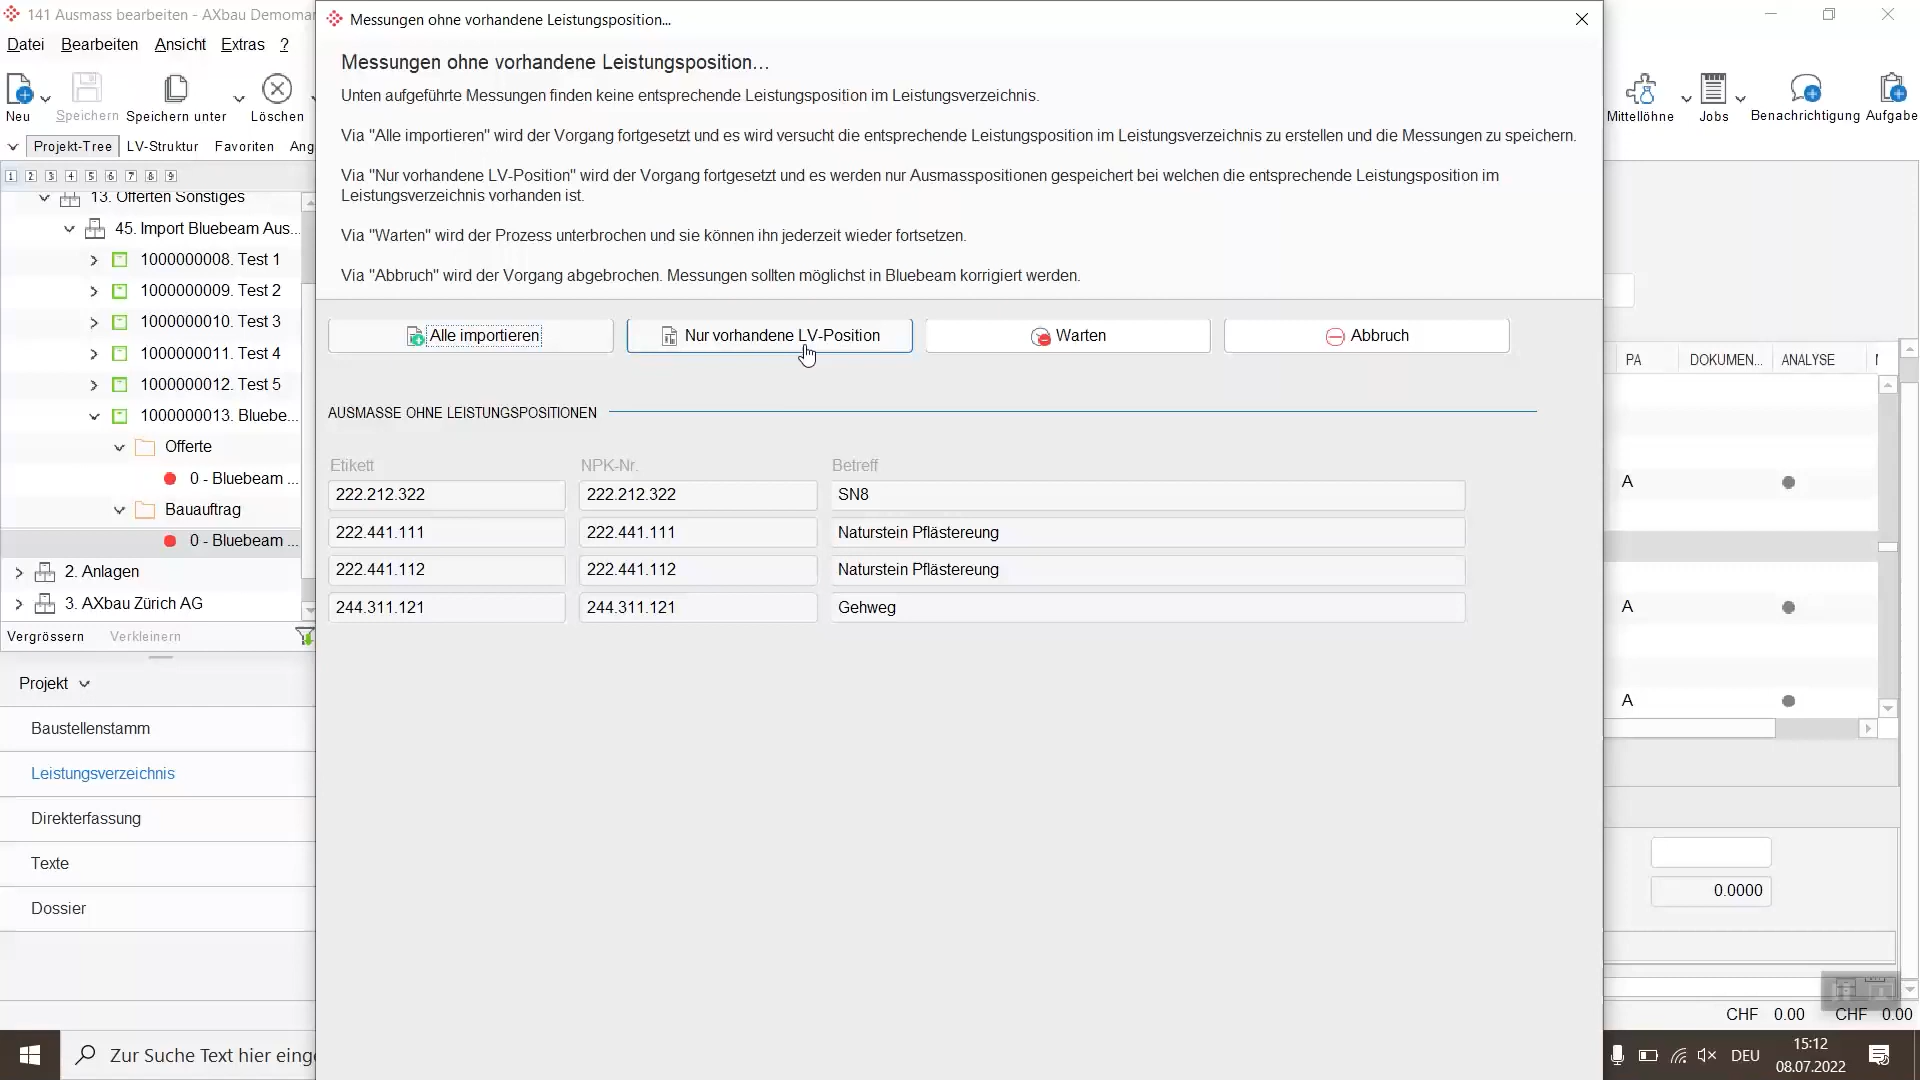 141 Ausmass bearbeiten - AXbau Demoman
Messungen ohne vorhandene Leistungsposition...
Datei Bearbeiten Ansicht Extras ?
Messungen ohne vorhandene Leistungsposition...
Unten aufgeführte Messungen finden keine entsprechende Leistungsposition im Leistungsverzeichnis.
Neu Speichern Speichern unter Löschen
Mittellöhne Jobs Benachrichtigung Aufgabe
Via "Alle importieren" wird der Vorgang fortgesetzt und es wird versucht die entsprechende Leistungsposition im Leistungsverzeichnis zu erstellen und die Messungen zu speichern.
Projekt-Tree LV-Struktur Favoriten Ang
1 2 3 4 5 6 7 8 9
Via "Nur vorhandene LV-Position" wird der Vorgang fortgesetzt und es werden nur Ausmasspositionen gespeichert bei welchen die entsprechende Leistungsposition im
Leistungsverzeichnis vorhanden ist.
Via "Warten" wird der Prozess unterbrochen und sie können ihn jederzeit wieder fortsetzen.
Via "Abbruch" wird der Vorgang abgebrochen. Messungen sollten möglichst in Bluebeam korrigiert werden.
13. Offerten Sonstiges
45. Import Bluebeam Aus...
1000000008. Test 1
1000000009. Test 2
1000000010. Test 3
1000000011. Test 4
1000000012. Test 5
1000000013. Bluebe...
Offerte
0 - Bluebeam ...
Bauauftrag
0 - Bluebeam ...
2. Anlagen
3. AXbau Zürich AG
Vergrössern Verkleinern
Alle importieren Nur vorhandene LV-Position Warten Abbruch
AUSMASSE OHNE LEISTUNGSPOSITIONEN
Etikett NPK-Nr. Betreff
222.212.322 222.212.322 SN8
222.441.111 222.441.111 Naturstein Pflästereung
222.441.112 222.441.112 Naturstein Pflästereung
244.311.121 244.311.121 Gehweg
PA DOKUMEN... ANALYSE
A
A
A
Projekt
Baustellenstamm
Leistungsverzeichnis
Direkterfassung
Texte
Dossier
0.0000
CHF 0.00 CHF 0.00
Zur Suche Text hier einge
DEU
15:12
08.07.2022